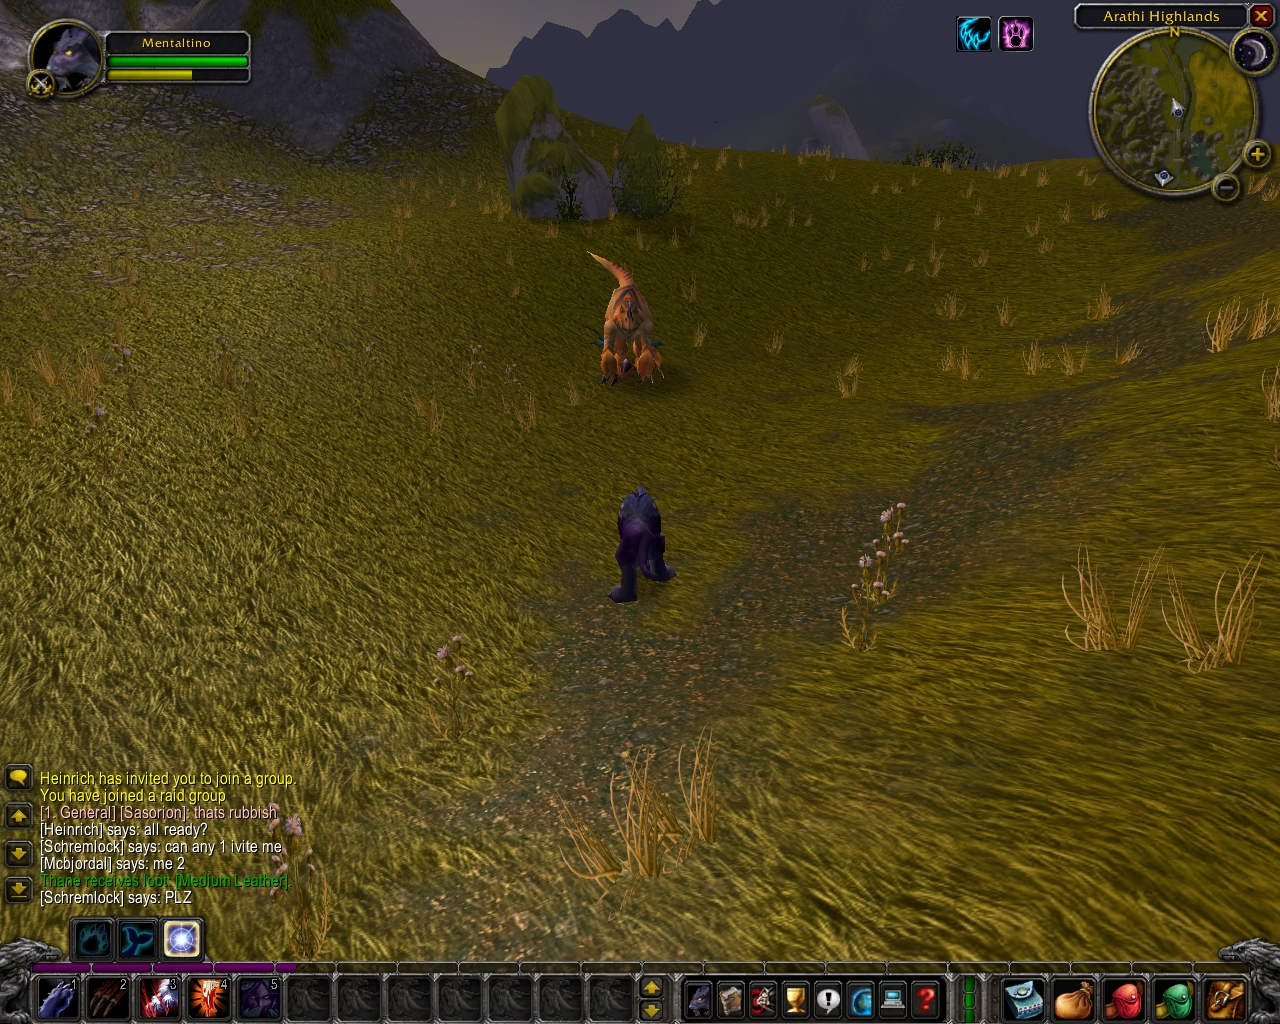 Mentaltino
Arathi Highlands
N
Heinrich has invited you to join a group.
You have joined a raid group
[1. General] [Sasorion]: thats rubbish
[Heinrich] says: all ready?
[Schremlock] says: can any 1 ivite me
[Mcbjordal] says: me 2
Thane receives loot: [Medium Leather].
[Schremlock] says: PLZ
1 2 3 4 5